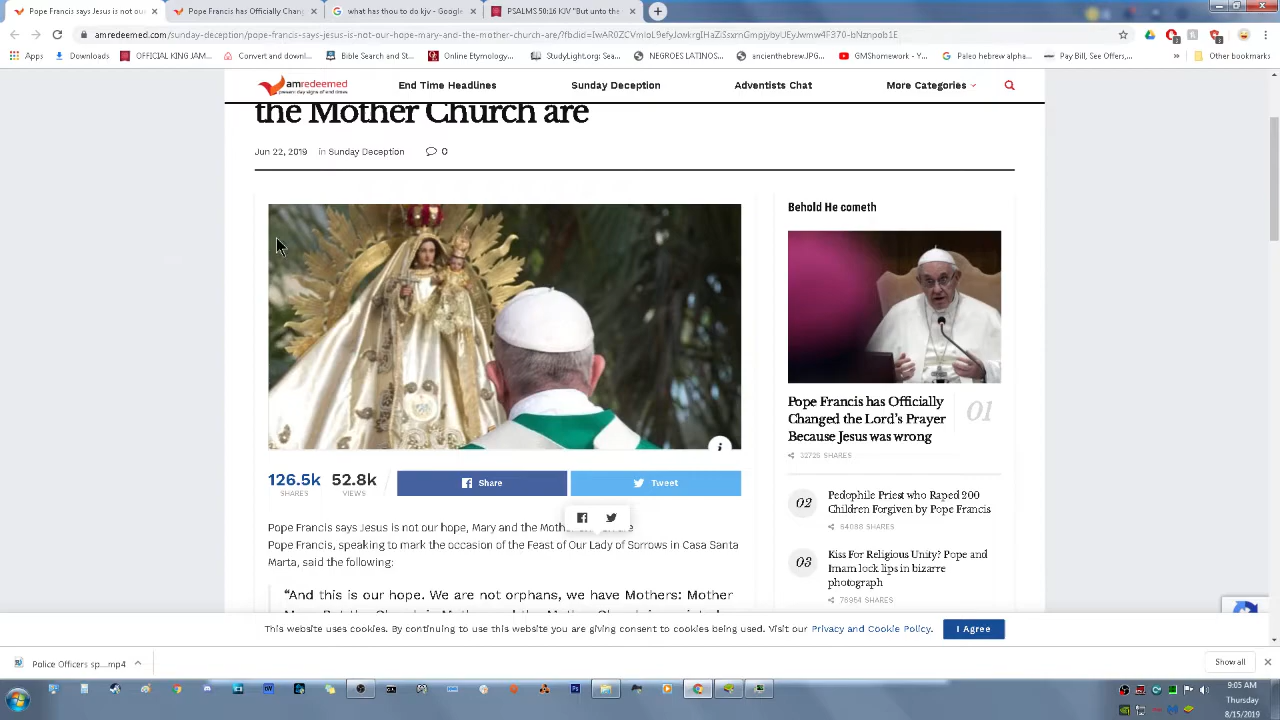 Pope Francis says Jesus is not our
Pope Francis has Officially Chang
what has thou to do kjv - Google
PSALMS 50:16 KJV "But unto the
amredeemed.com/sunday-deception/pope-francis-says-jesus-is-not-our-hope-mary-and-the-mother-church-are/
Apps
Downloads
OFFICIAL KING JAM...
Convert and downl...
Bible Search and St...
Online Etymology...
StudyLight.org: Sea...
NEGROES LATINOS...
ancienthebrew.JPG...
GMShomework - Y...
Paleo hebrew alpha...
Pay Bill, See Offers,...
»
Other bookmarks
amredeemed
End Time Headlines
Sunday Deception
Adventists Chat
More Categories
the Mother Church are
Jun 22, 2019 in Sunday Deception 0
Behold He cometh
Pope Francis has Officially
Changed the Lord's Prayer
Because Jesus was wrong
01
32726 SHARES
126.5k
SHARES
52.8k
VIEWS
Share
Tweet
02
Pedophile Priest who Raped 200
Children Forgiven by Pope Francis
64088 SHARES
Pope Francis says Jesus is not our hope, Mary and the
Pope Francis, speaking to mark the occasion of the Feast of Our Lady of Sorrows in Casa Santa
Marta, said the following:
03
Kiss For Religious Unity? Pope and
Imam lock lips in bizarre
photograph
76954 SHARES
"And this is our hope. We are not orphans, we have Mothers: Mother
This website uses cookies. By continuing to use this website you are giving consent to cookies being used. Visit our Privacy and Cookie Policy.
I Agree
Police Officers sp....mp4
Show all
9:05 AM
Thursday
8/15/2019